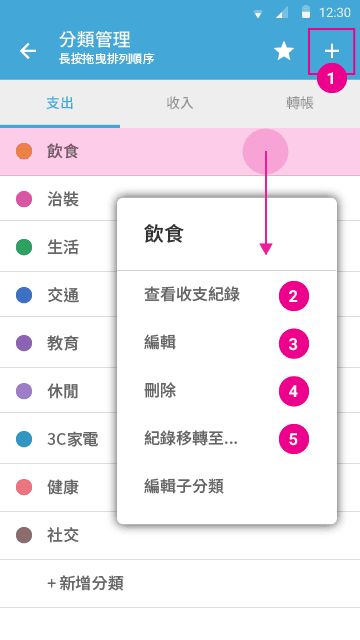 12:30
分類管理
長按拖曳排列順序
+
1
支出
收入
轉帳
飲食
治裝
生活
交通
教育
休閒
3C家電
健康
社交
+ 新增分類
飲食
查看收支紀錄
2
編輯
3
刪除
4
紀錄移轉至...
5
編輯子分類